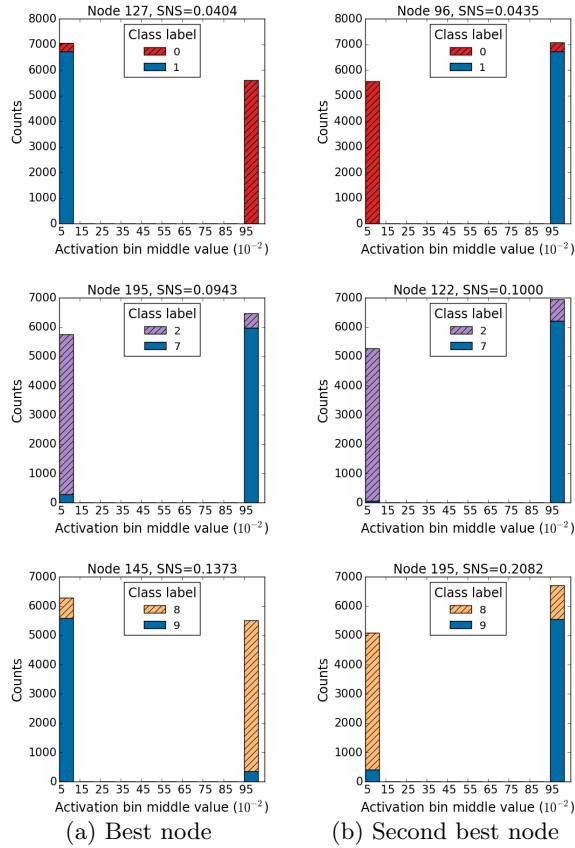 Node 127, SNS=0.0404
8000
7000
6000
5000
4000
3000
2000
1000
0
Counts
Class label
0
1
5 15 25 35 45 55 65 75 85 95
Activation bin middle value (10^{-2})
Node 96, SNS=0.0435
8000
7000
6000
5000
4000
3000
2000
1000
0
Counts
Class label
0
1
5 15 25 35 45 55 65 75 85 95
Activation bin middle value (10^{-2})
Node 195, SNS=0.0943
7000
6000
5000
4000
3000
2000
1000
0
Counts
Class label
2
7
5 15 25 35 45 55 65 75 85 95
Activation bin middle value (10^{-2})
Node 122, SNS=0.1000
7000
6000
5000
4000
3000
2000
1000
0
Counts
Class label
2
7
5 15 25 35 45 55 65 75 85 95
Activation bin middle value (10^{-2})
Node 145, SNS=0.1373
7000
6000
5000
4000
3000
2000
1000
0
Counts
Class label
8
9
5 15 25 35 45 55 65 75 85 95
Activation bin middle value (10^{-2})
Node 195, SNS=0.2082
7000
6000
5000
4000
3000
2000
1000
0
Counts
Class label
8
9
5 15 25 35 45 55 65 75 85 95
Activation bin middle value (10^{-2})
(a) Best node
(b) Second best node